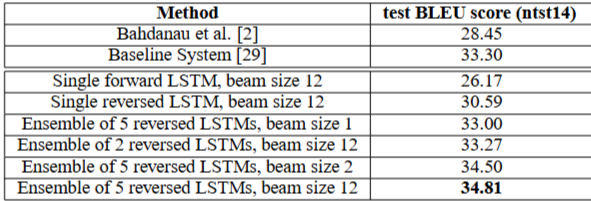 Method test BLEU score (ntst14)
Bahdanau et al. [2] 28.45
Baseline System [29] 33.30
Single forward LSTM, beam size 12 26.17
Single reversed LSTM, beam size 12 30.59
Ensemble of 5 reversed LSTMs, beam size 1 33.00
Ensemble of 2 reversed LSTMs, beam size 12 33.27
Ensemble of 5 reversed LSTMs, beam size 2 34.50
Ensemble of 5 reversed LSTMs, beam size 12 34.81